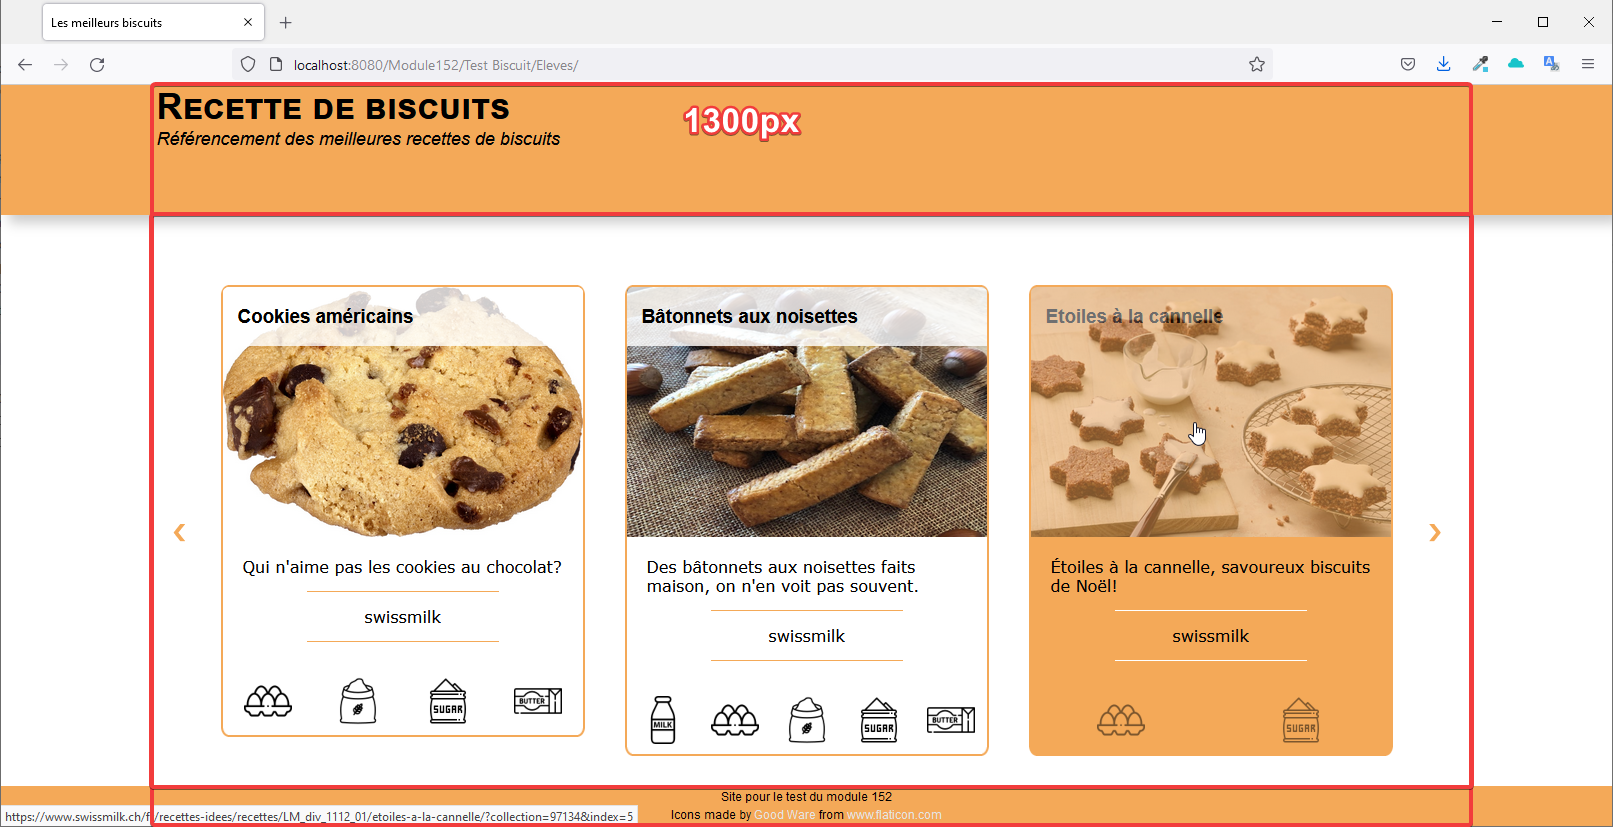 Les meilleurs biscuits
localhost:8080/Module152/Test Biscuit/Eleves/
RECETTE DE BISCUITS
1300px
Référencement des meilleures recettes de biscuits
Cookies américains
Bâtonnets aux noisettes
Etoiles à la cannelle
‹
›
Qui n'aime pas les cookies au chocolat?
swissmilk
SUGAR
BUTTER
Des bâtonnets aux noisettes faits
maison, on n'en voit pas souvent.
swissmilk
MILK
SUGAR
BUTTER
Étoiles à la cannelle, savoureux biscuits
de Noël!
swissmilk
SUGAR
Site pour le test du module 152
Icons made by Good Ware from www.flaticon.com
https://www.swissmilk.ch/f/recettes-idees/recettes/LM_div_1112_01/etoiles-a-la-cannelle/?collection=97134&index=5